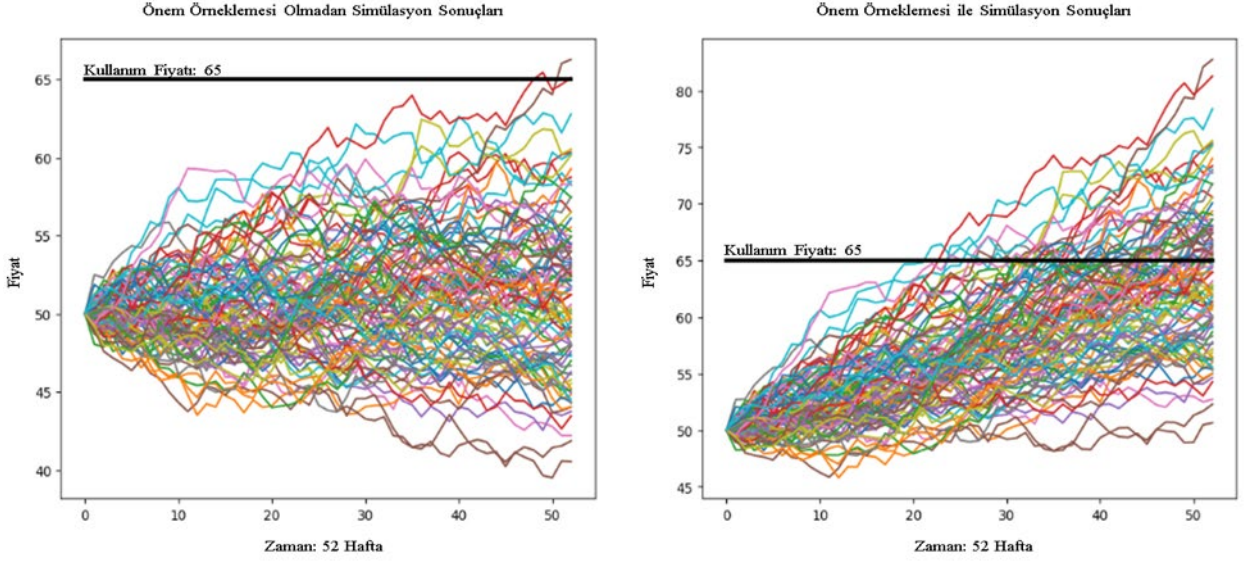 Önem Örneklemesi Olmadan Simülasyon Sonuçları
Kullanım Fiyatı: 65
65
60
55
50
45
40
Fiyat
0 10 20 30 40 50
Zaman: 52 Hafta
Önem Örneklemesi ile Simülasyon Sonuçları
80
75
70
Kullanım Fiyatı: 65
65
60
55
50
45
Fiyat
0 10 20 30 40 50
Zaman: 52 Hafta